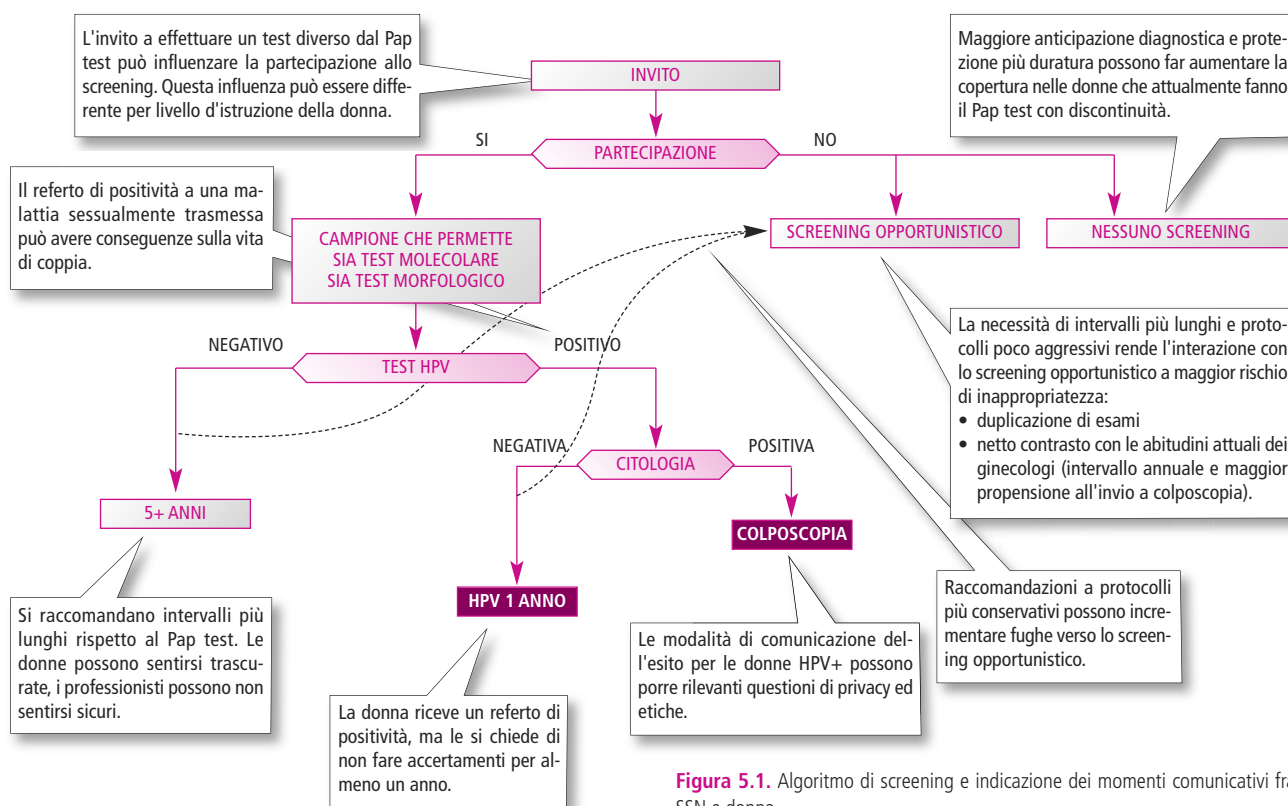 L'invito a effettuare un test diverso dal Pap
test può influenzare la partecipazione allo
screening. Questa influenza può essere diffe-
rente per livello d'istruzione della donna.
INVITO
Maggiore anticipazione diagnostica e prote-
zione più duratura possono far aumentare la
copertura nelle donne che attualmente fanno
il Pap test con discontinuità.
SI
PARTECIPAZIONE
NO
Il referto di positività a una ma-
lattia sessualmente trasmessa
può avere conseguenze sulla vita
di coppia.
CAMPIONE CHE PERMETTE
SIA TEST MOLECOLARE
SIA TEST MORFOLOGICO
SCREENING OPPORTUNISTICO
NESSUNO SCREENING
La necessità di intervalli più lunghi e proto-
colli poco aggressivi rende l'interazione con
lo screening opportunistico a maggior rischio
di inappropriatezza:
• duplicazione di esami
• netto contrasto con le abitudini attuali dei
ginecologi (intervallo annuale e maggior
propensione all'invio a colposcopia).
NEGATIVO
TEST HPV
POSITIVO
NEGATIVA
CITOLOGIA
POSITIVA
5+ ANNI
COLPOSCOPIA
HPV 1 ANNO
Si raccomandano intervalli più
lunghi rispetto al Pap test. Le
donne possono sentirsi trascu-
rate, i professionisti possono non
sentirsi sicuri.
La donna riceve un referto di
positività, ma le si chiede di
non fare accertamenti per al-
meno un anno.
Le modalità di comunicazione del-
l'esito per le donne HPV+ possono
porre rilevanti questioni di privacy ed
etiche.
Raccomandazioni a protocolli
più conservativi possono incre-
mentare fughe verso lo screen-
ing opportunistico.
Figura 5.1. Algoritmo di screening e indicazione dei momenti comunicativi fra
SSN e donne